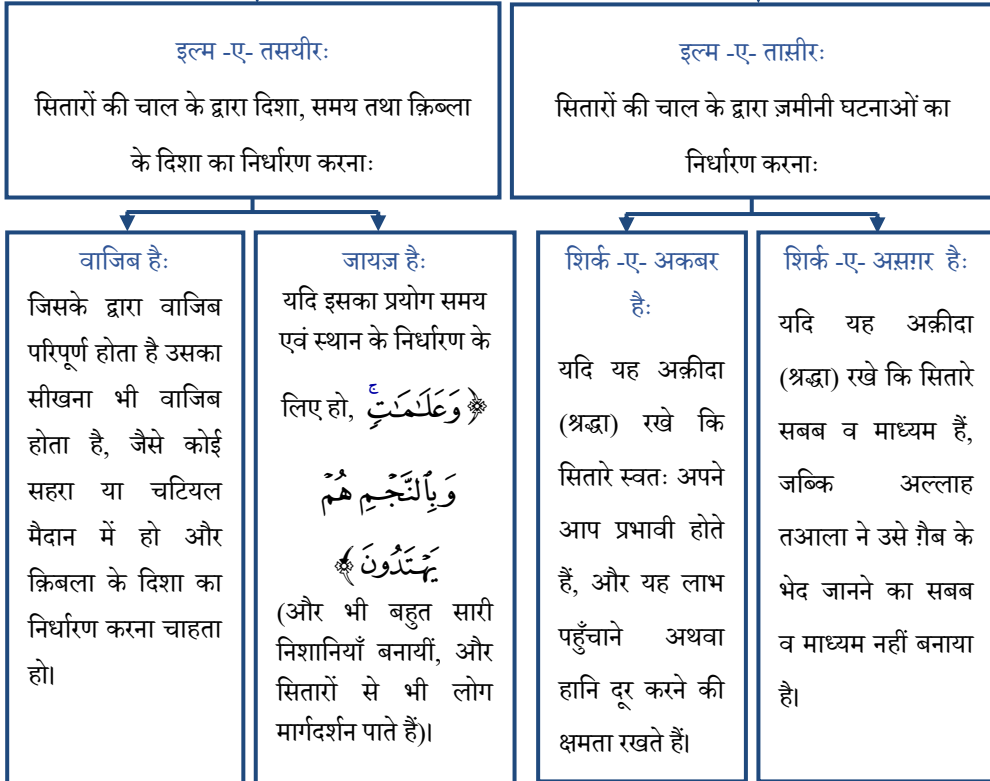 इल्म -ए- तसयीरः
सितारों की चाल के द्वारा दिशा, समय तथा क़िब्ला
के दिशा का निर्धारण करनाः
इल्म -ए- तास़ीरः
सितारों की चाल के द्वारा ज़मीनी घटनाओं का
निर्धारण करनाः
वाजिब हैः
जिसके द्वारा वाजिब
परिपूर्ण होता है उसका
सीखना भी वाजिब
होता है, जैसे कोई
सहरा या चटियल
मैदान में हो और
क़िबला के दिशा का
निर्धारण करना चाहता
हो।
जायज़ हैः
यदि इसका प्रयोग समय
एवं स्थान के निर्धारण के
लिए हो, ﴿وَعَلَـٰمَـٰتٍۚ
وَبِٱلنَّجۡمِ هُمۡ
يَهۡتَدُونَ﴾
(और भी बहुत सारी
निशानियाँ बनायीं, और
सितारों से भी लोग
मार्गदर्शन पाते हैं)।
शिर्क -ए- अकबर
हैः
यदि यह अक़ीदा
(श्रद्धा) रखे कि
सितारे स्वतः अपने
आप प्रभावी होते
हैं, और यह लाभ
पहुँचाने अथवा
हानि दूर करने की
क्षमता रखते हैं।
शिर्क -ए- अस़ग़र हैः
यदि यह अक़ीदा
(श्रद्धा) रखे कि सितारे
सबब व माध्यम हैं,
जब्कि अल्लाह
तआला ने उसे ग़ैब के
भेद जानने का सबब
व माध्यम नहीं बनाया
है।